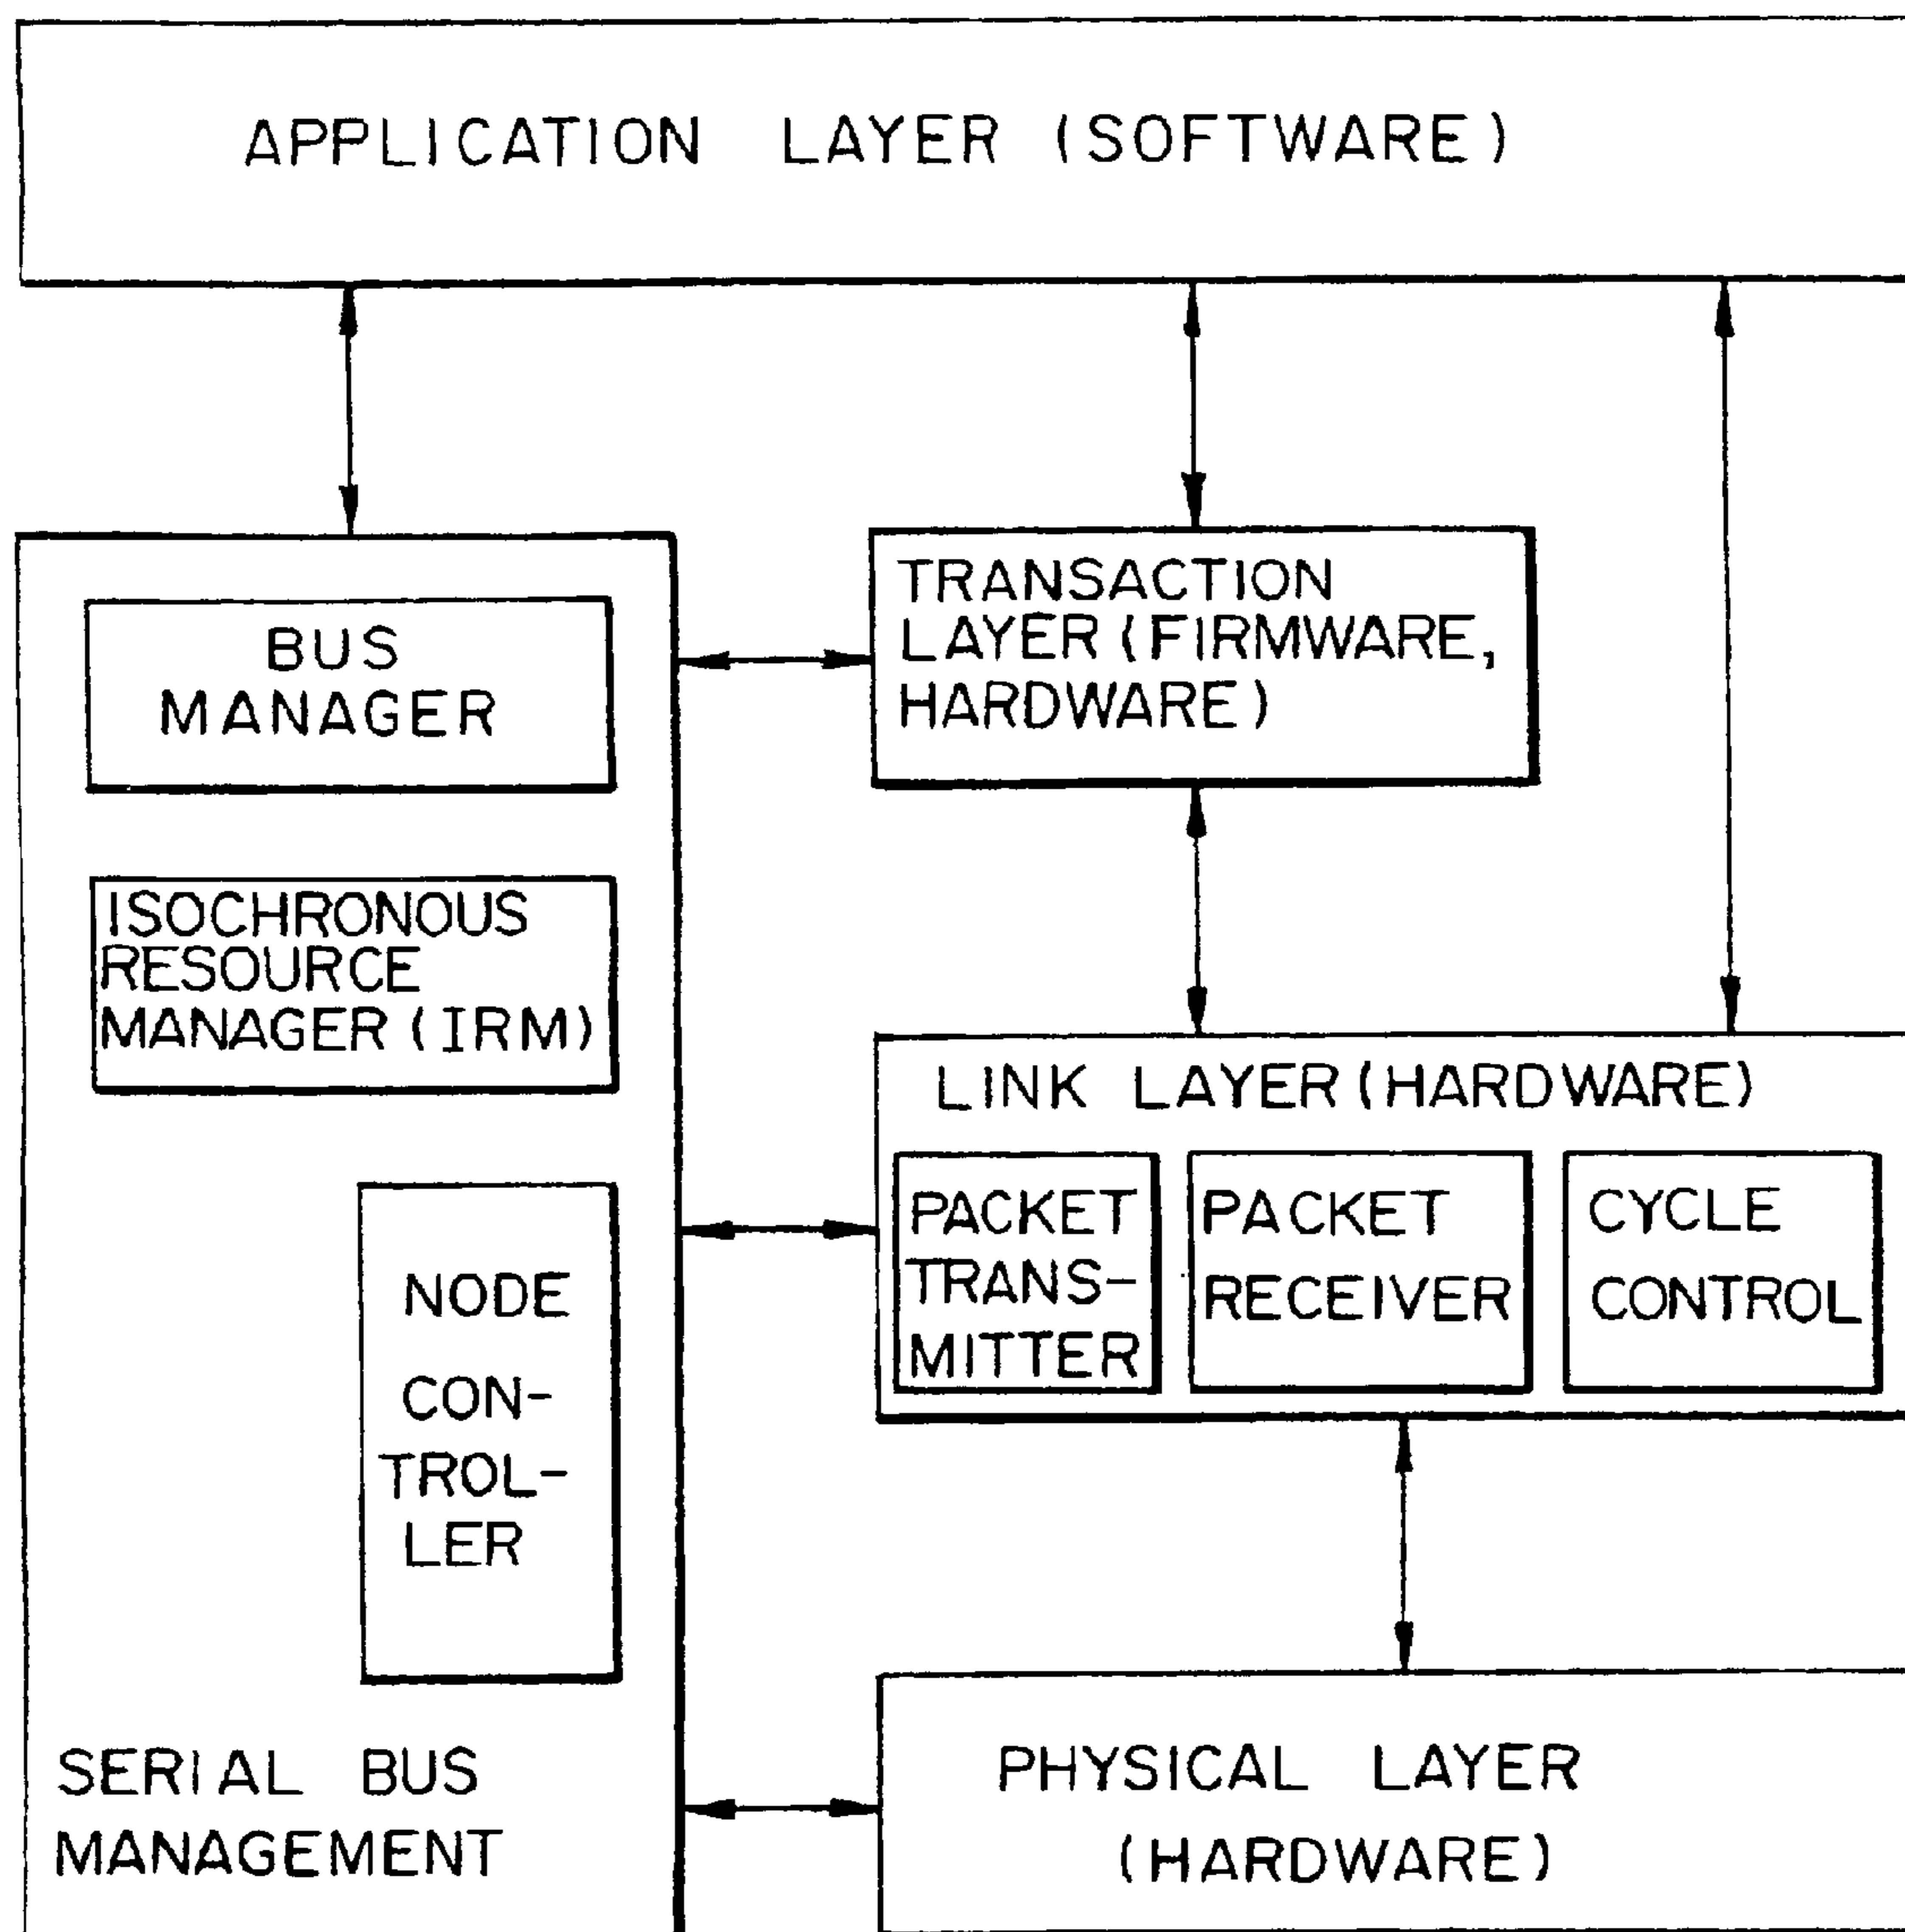 APPLICATION LAYER (SOFTWARE)
BUS
MANAGER
TRANSACTION
LAYER (FIRMWARE,
HARDWARE)
ISOCHRONOUS
RESOURCE
MANAGER (IRM)
LINK LAYER (HARDWARE)
PACKET
TRANS-
MITTER
PACKET
RECEIVER
CYCLE
CONTROL
NODE
CON-
TROL-
LER
SERIAL BUS
MANAGEMENT
PHYSICAL LAYER
(HARDWARE)